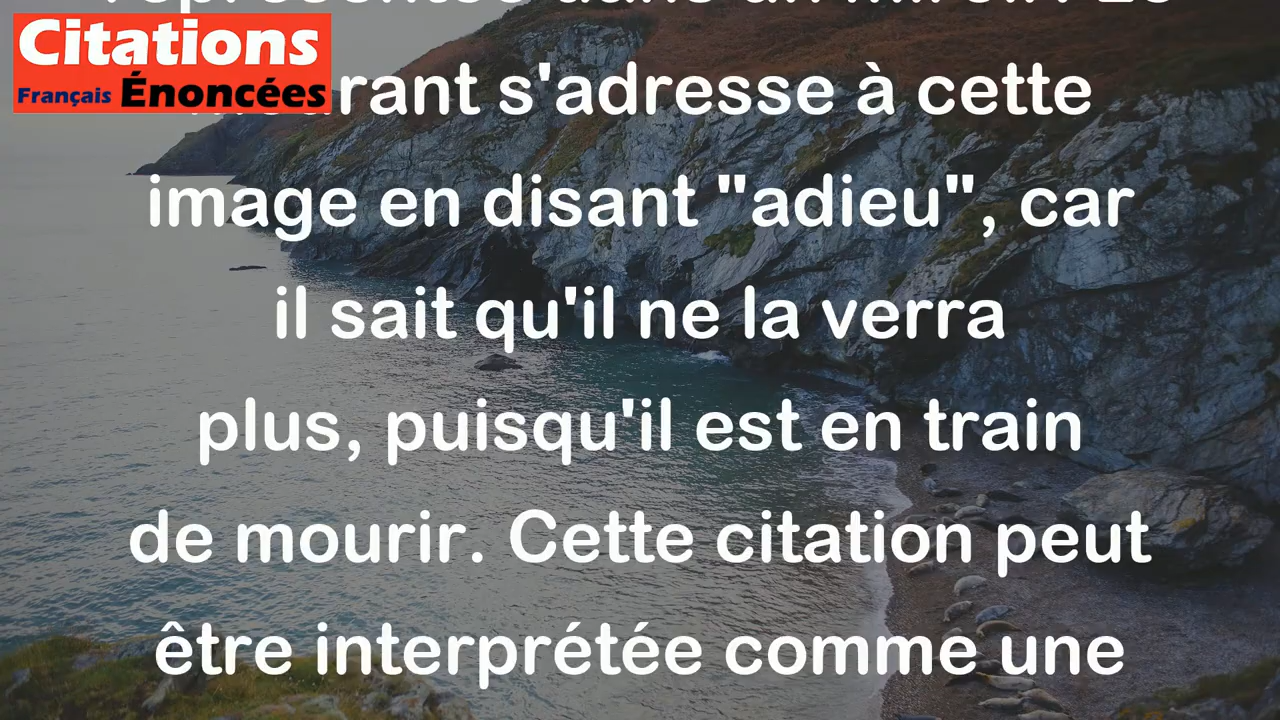 Citations
Français Énoncées
s'adresse à cette
image en disant "adieu", car
il sait qu'il ne la verra
plus, puisqu'il est en train
de mourir. Cette citation peut
être interprétée comme une